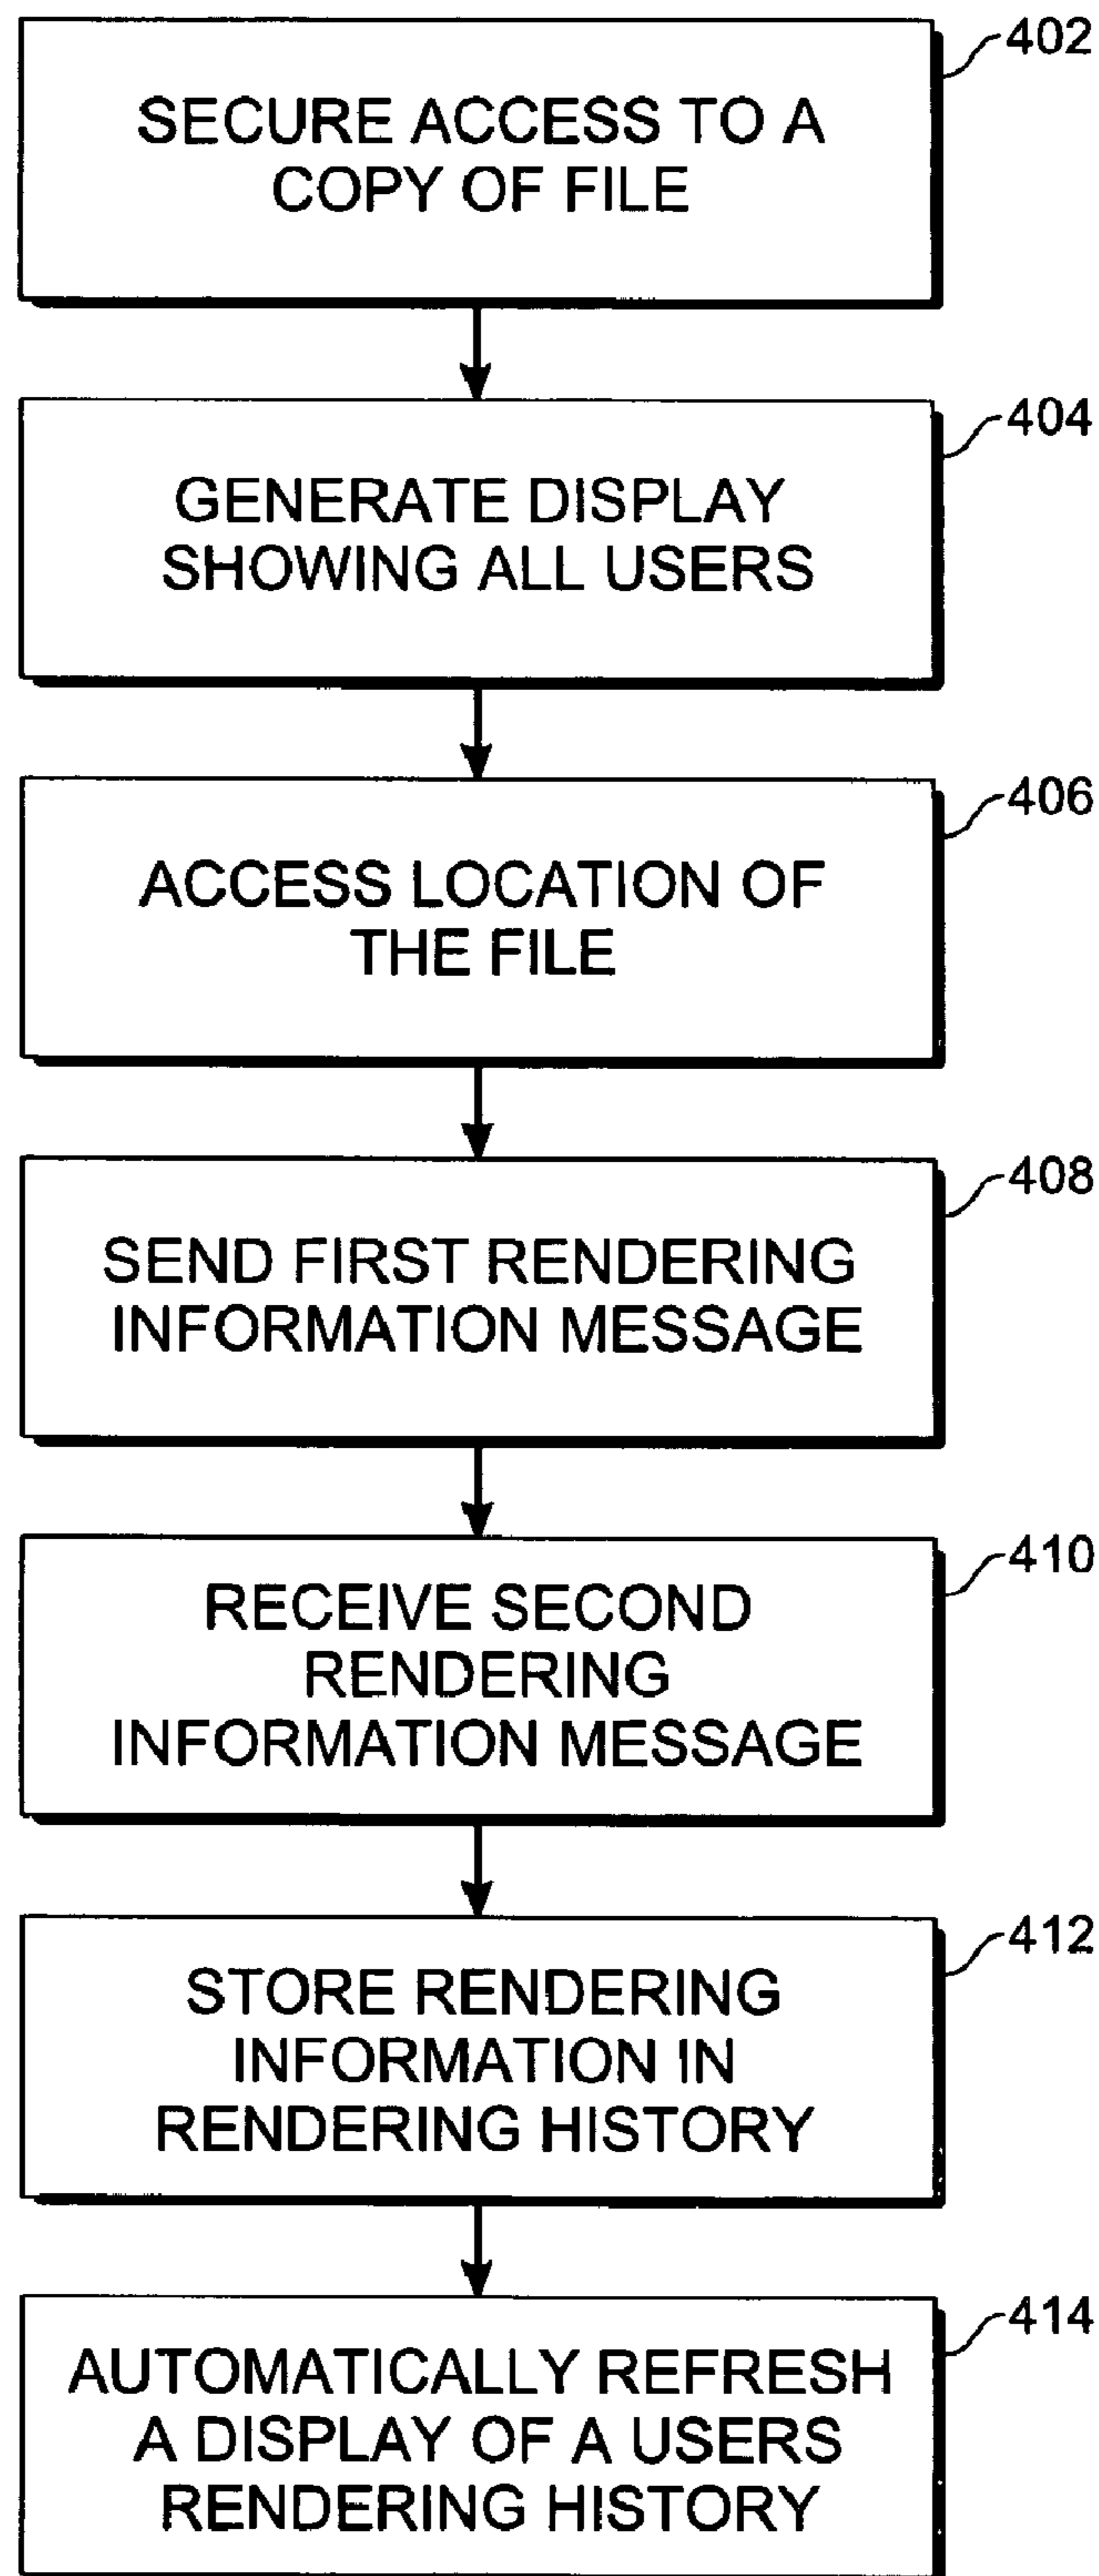 402
SECURE ACCESS TO A
COPY OF FILE
404
GENERATE DISPLAY
SHOWING ALL USERS
406
ACCESS LOCATION OF
THE FILE
408
SEND FIRST RENDERING
INFORMATION MESSAGE
410
RECEIVE SECOND
RENDERING
INFORMATION MESSAGE
412
STORE RENDERING
INFORMATION IN
RENDERING HISTORY
414
AUTOMATICALLY REFRESH
A DISPLAY OF A USERS
RENDERING HISTORY